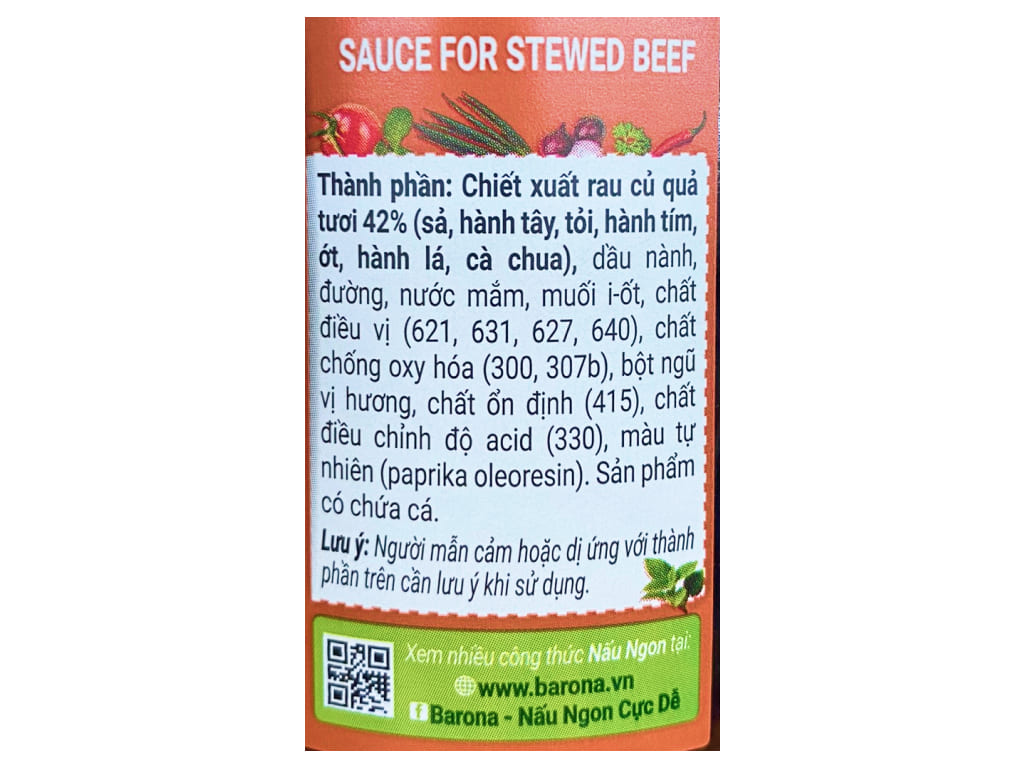 SAUCE FOR STEWED BEEF
Thành phần: Chiết xuất rau củ quả
tươi 42% (sả, hành tây, tỏi, hành tím,
ớt, hành lá, cà chua), dầu nành,
đường, nước mắm, muối i-ốt, chất
điều vị (621, 631, 627, 640), chất
chống oxy hóa (300, 307b), bột ngũ
vị hương, chất ổn định (415), chất
điều chỉnh độ acid (330), màu tự
nhiên (paprika oleoresin). Sản phẩm
có chứa cá.
Lưu ý: Người mẫn cảm hoặc dị ứng với thành
phần trên cần lưu ý khi sử dụng.
Xem nhiều công thức Nấu Ngon tại:
www.barona.vn
f Barona - Nấu Ngon Cực Dễ